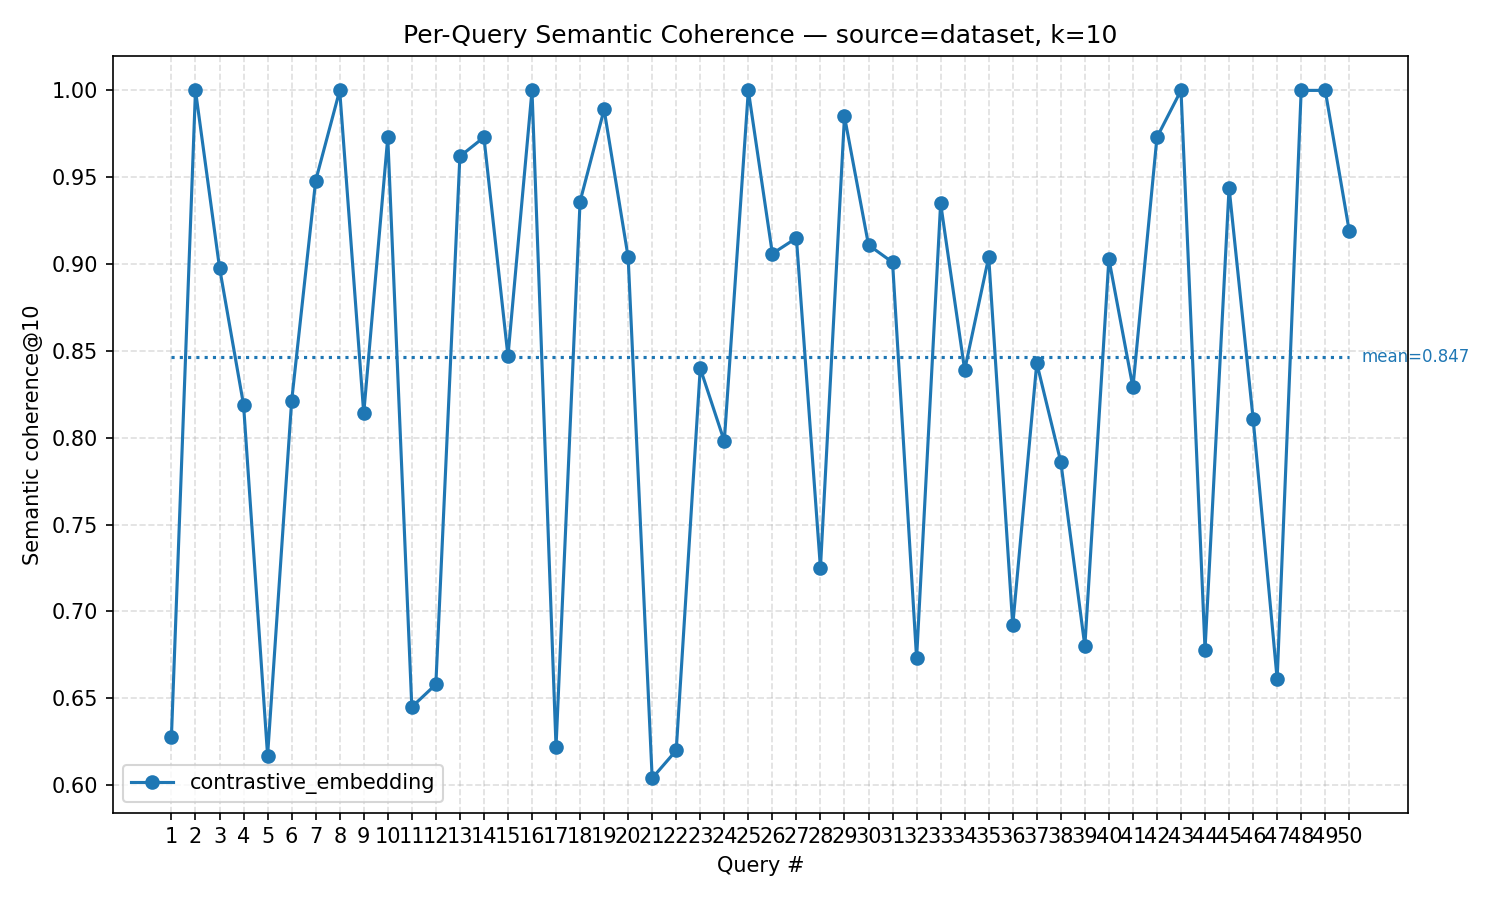 Per-Query Semantic Coherence — source=dataset, k=10
1.00
0.95
0.90
0.85
0.80
0.75
0.70
0.65
0.60
Semantic coherence@10
mean=0.847
contrastive_embedding
1 2 3 4 5 6 7 8 9 10 11 12 13 14 15 16 17 18 19 20 21 22 23 24 25 26 27 28 29 30 31 32 33 34 35 36 37 38 39 40 41 42 43 44 45 46 47 48 49 50
Query #